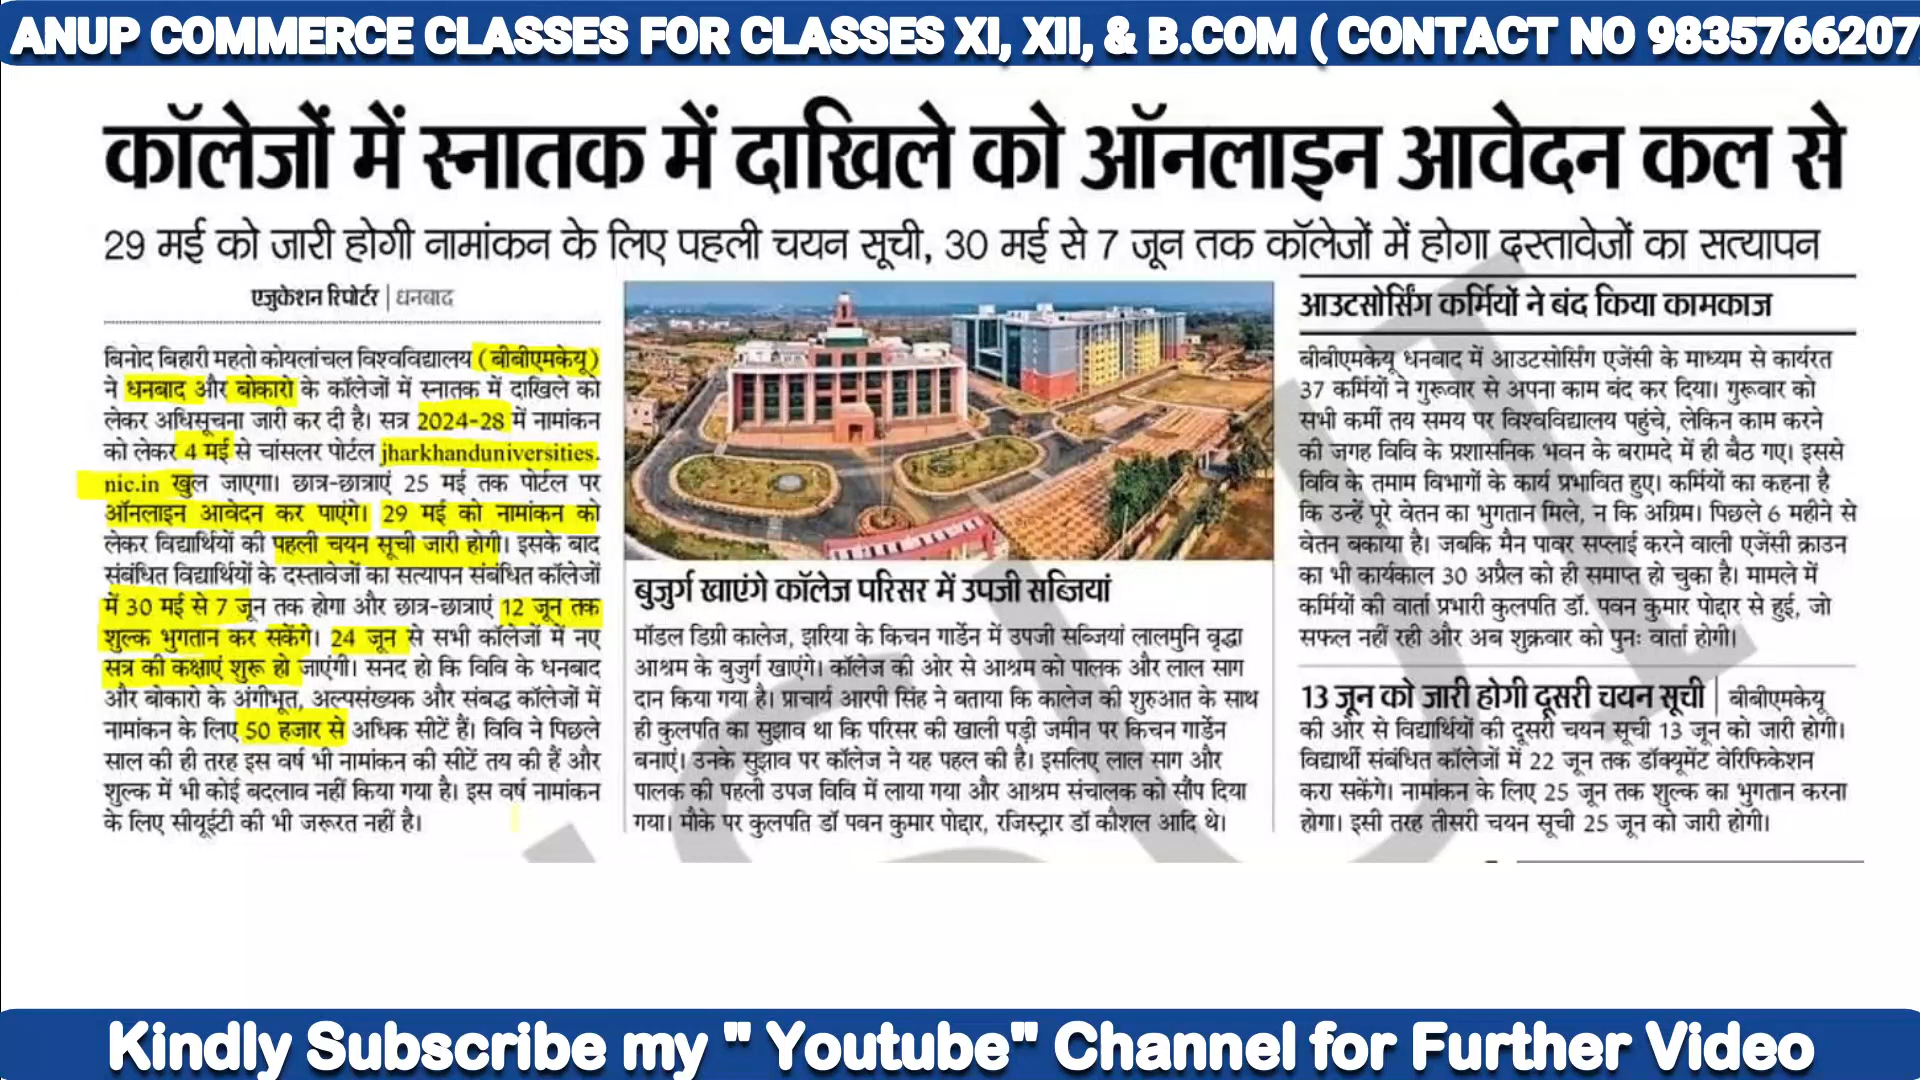 ANUP COMMERCE CLASSES FOR CLASSES XI, XII, & B.COM ( CONTACT NO 9835766207
कॉलेजों में स्नातक में दाखिले को ऑनलाइन आवेदन कल से
29 मई को जारी होगी नामांकन के लिए पहली चयन सूची, 30 मई से 7 जून तक कॉलेजों में होगा दस्तावेजों का सत्यापन
एजुकेशन रिपोर्टर | धनबाद
बिनोद बिहारी महतो कोयलांचल विश्वविद्यालय (बीबीएमकेयू)
ने धनबाद और बोकारो के कॉलेजों में स्नातक में दाखिले को
लेकर अधिसूचना जारी कर दी है। सत्र 2024-28 में नामांकन
को लेकर 4 मई से चांसलर पोर्टल jharkhanduniversities.
nic.in खुल जाएगा। छात्र-छात्राएं 25 मई तक पोर्टल पर
ऑनलाइन आवेदन कर पाएंगे। 29 मई को नामांकन को
लेकर विद्यार्थियों की पहली चयन सूची जारी होगी। इसके बाद
संबंधित विद्यार्थियों के दस्तावेजों का सत्यापन संबंधित कॉलेजों
में 30 मई से 7 जून तक होगा और छात्र-छात्राएं 12 जून तक
शुल्क भुगतान कर सकेंगे। 24 जून से सभी कॉलेजों में नए
सत्र की कक्षाएं शुरू हो जाएंगी। सनद हो कि विवि के धनबाद
और बोकारो के अंगीभूत, अल्पसंख्यक और संबद्ध कॉलेजों में
नामांकन के लिए 50 हजार से अधिक सीटें हैं। विवि ने पिछले
साल की ही तरह इस वर्ष भी नामांकन की सीटें तय की हैं और
शुल्क में भी कोई बदलाव नहीं किया गया है। इस वर्ष नामांकन
के लिए सीयूईटी की भी जरूरत नहीं है।
बुजुर्ग खाएंगे कॉलेज परिसर में उपजी सब्जियां
मॉडल डिग्री कालेज, झरिया के किचन गार्डेन में उपजी सब्जियां लालमुनि वृद्धा
आश्रम के बुजुर्ग खाएंगे। कॉलेज की ओर से आश्रम को पालक और लाल साग
दान किया गया है। प्राचार्य आरपी सिंह ने बताया कि कालेज की शुरुआत के साथ
ही कुलपति का सुझाव था कि परिसर की खाली पड़ी जमीन पर किचन गार्डेन
बनाएं। उनके सुझाव पर कॉलेज ने यह पहल की है। इसलिए लाल साग और
पालक की पहली उपज विवि में लाया गया और आश्रम संचालक को सौंप दिया
गया। मौके पर कुलपति डॉ पवन कुमार पोद्दार, रजिस्ट्रार डॉ कौशल आदि थे।
आउटसोर्सिंग कर्मियों ने बंद किया कामकाज
बीबीएमकेयू धनबाद में आउटसोर्सिंग एजेंसी के माध्यम से कार्यरत
37 कर्मियों ने गुरूवार से अपना काम बंद कर दिया। गुरूवार को
सभी कर्मी तय समय पर विश्वविद्यालय पहुंचे, लेकिन काम करने
की जगह विवि के प्रशासनिक भवन के बरामदे में ही बैठ गए। इससे
विवि के तमाम विभागों के कार्य प्रभावित हुए। कर्मियों का कहना है
कि उन्हें पूरे वेतन का भुगतान मिले, न कि अग्रिम। पिछले 6 महीने से
वेतन बकाया है। जबकि मैन पावर सप्लाई करने वाली एजेंसी क्राउन
का भी कार्यकाल 30 अप्रैल को ही समाप्त हो चुका है। मामले में
कर्मियों की वार्ता प्रभारी कुलपति डॉ. पवन कुमार पोद्दार से हुई, जो
सफल नहीं रही और अब शुक्रवार को पुनः वार्ता होगी।
13 जून को जारी होगी दूसरी चयन सूची | बीबीएमकेयू
की ओर से विद्यार्थियों की दूसरी चयन सूची 13 जून को जारी होगी।
विद्यार्थी संबंधित कॉलेजों में 22 जून तक डॉक्यूमेंट वेरिफिकेशन
करा सकेंगे। नामांकन के लिए 25 जून तक शुल्क का भुगतान करना
होगा। इसी तरह तीसरी चयन सूची 25 जून को जारी होगी।
Kindly Subscribe my " Youtube" Channel for Further Video